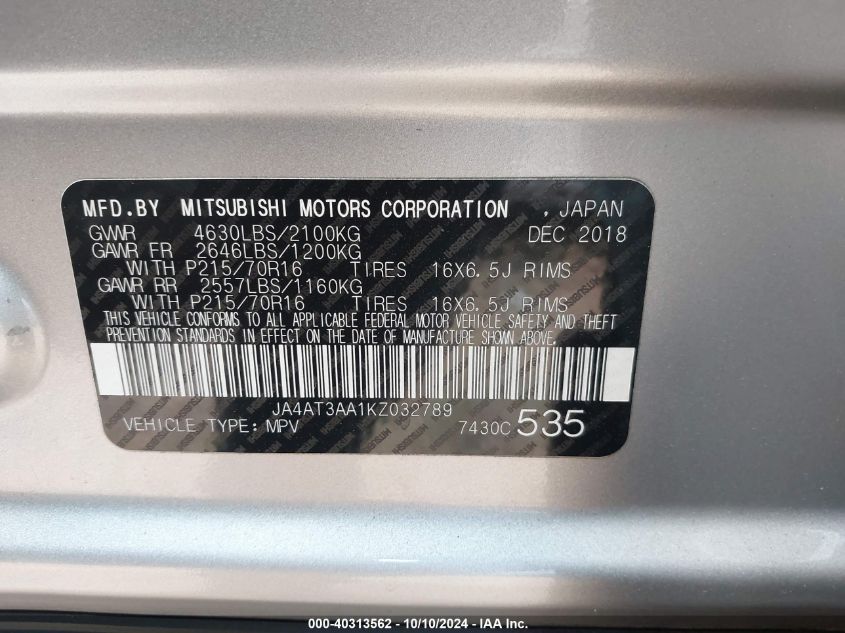 MFD.BY MITSUBISHI MOTORS CORPORATION , JAPAN
GVWR 4630LBS/2100KG DEC 2018
GAWR FR 2646LBS/1200KG
WITH P215/70R16 TIRES 16X6.5J RIMS
GAWR RR 2557LBS/1160KG
WITH P215/70R16 TIRES 16X6.5J RIMS
THIS VEHICLE CONFORMS TO ALL APPLICABLE FEDERAL MOTOR VEHICLE SAFETY AND THEFT
PREVENTION STANDARDS IN EFFECT ON THE DATE OF MANUFACTURE SHOWN ABOVE.
JA4AT3AA1KZ032789
VEHICLE TYPE: MPV 7430C 535
000-40313562 - 10/10/2024 - IAA Inc.